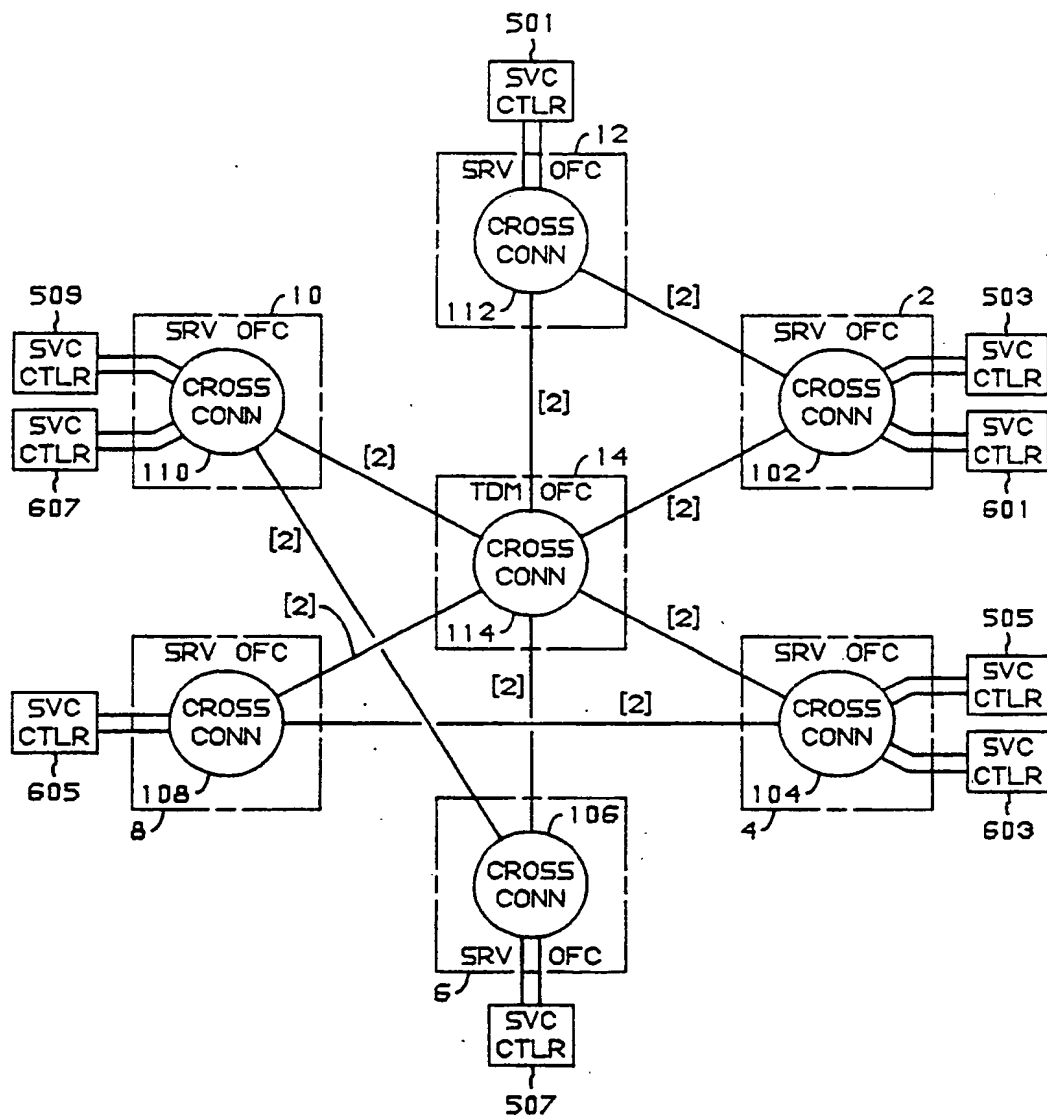 501
SVC
CTLR
12
SRV OFC
CROSS
CONN
112
[2]
[2]
509
SVC
CTLR
SVC
CTLR
607
10
SRV OFC
CROSS
CONN
110
[2]
[2]
2
SRV OFC
CROSS
CONN
102
503
SVC
CTLR
SVC
CTLR
601
[2]
14
TDM OFC
CROSS
CONN
114
[2]
[2]
[2]
[2]
SRV OFC
CROSS
CONN
108
8
SVC
CTLR
605
SRV OFC
CROSS
CONN
104
4
505
SVC
CTLR
SVC
CTLR
603
106
CROSS
CONN
SRV OFC
6
SVC
CTLR
507